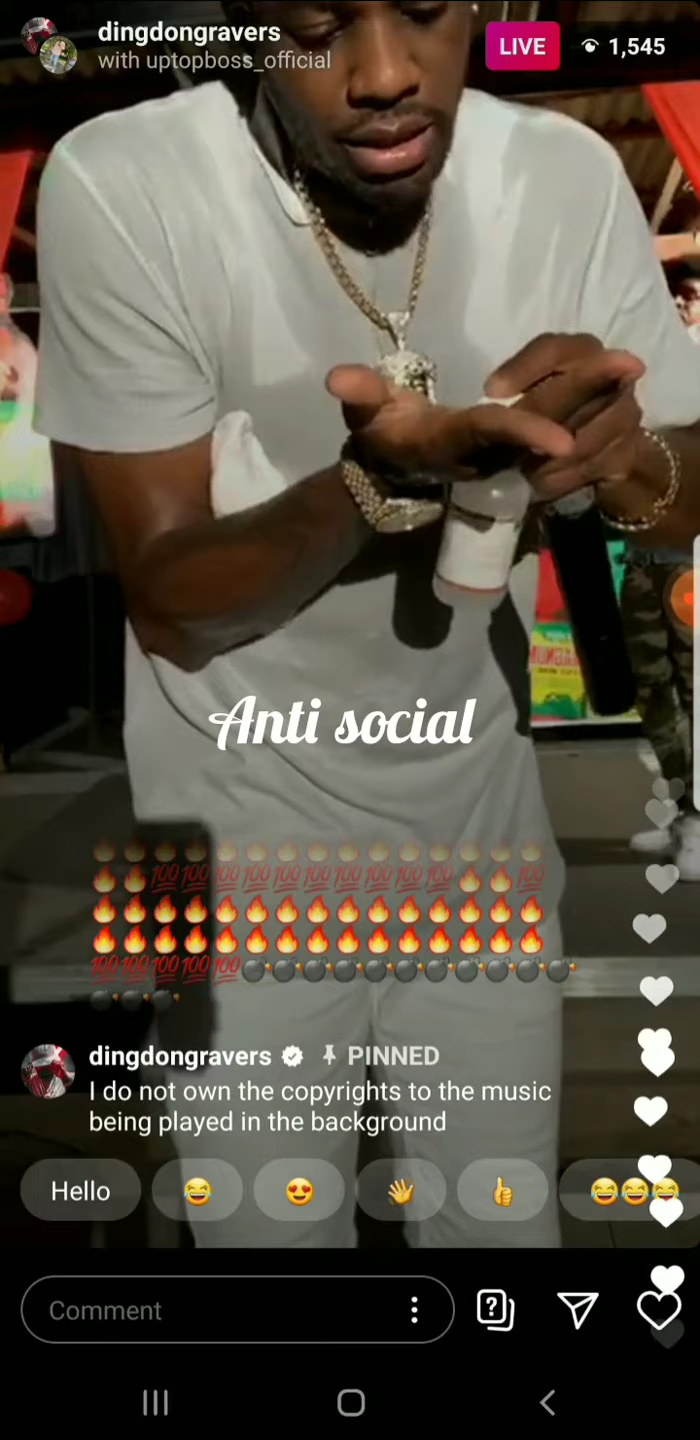 dingdongravers
with uptopboss_official
LIVE
1,545
MAGNUM
Anti social
dingdongravers PINNED
I do not own the copyrights to the music
being played in the background
Hello
Comment